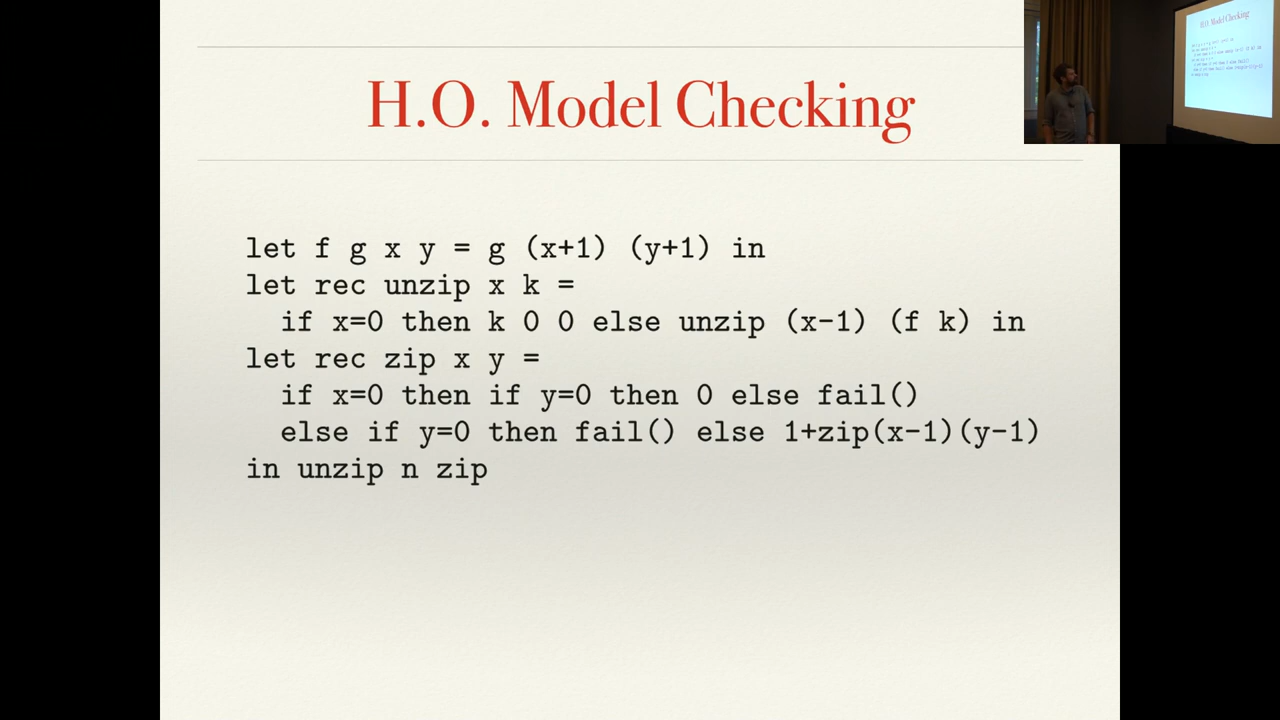 H.O. Model Checking
let f g x y = g (x+1) (y+1) in
let rec unzip x k =
if x=0 then k 0 0 else unzip (x-1) (f k) in
let rec zip x y =
if x=0 then if y=0 then 0 else fail()
else if y=0 then fail() else 1+zip(x-1)(y-1)
in unzip n zip
H.O. Model Checking